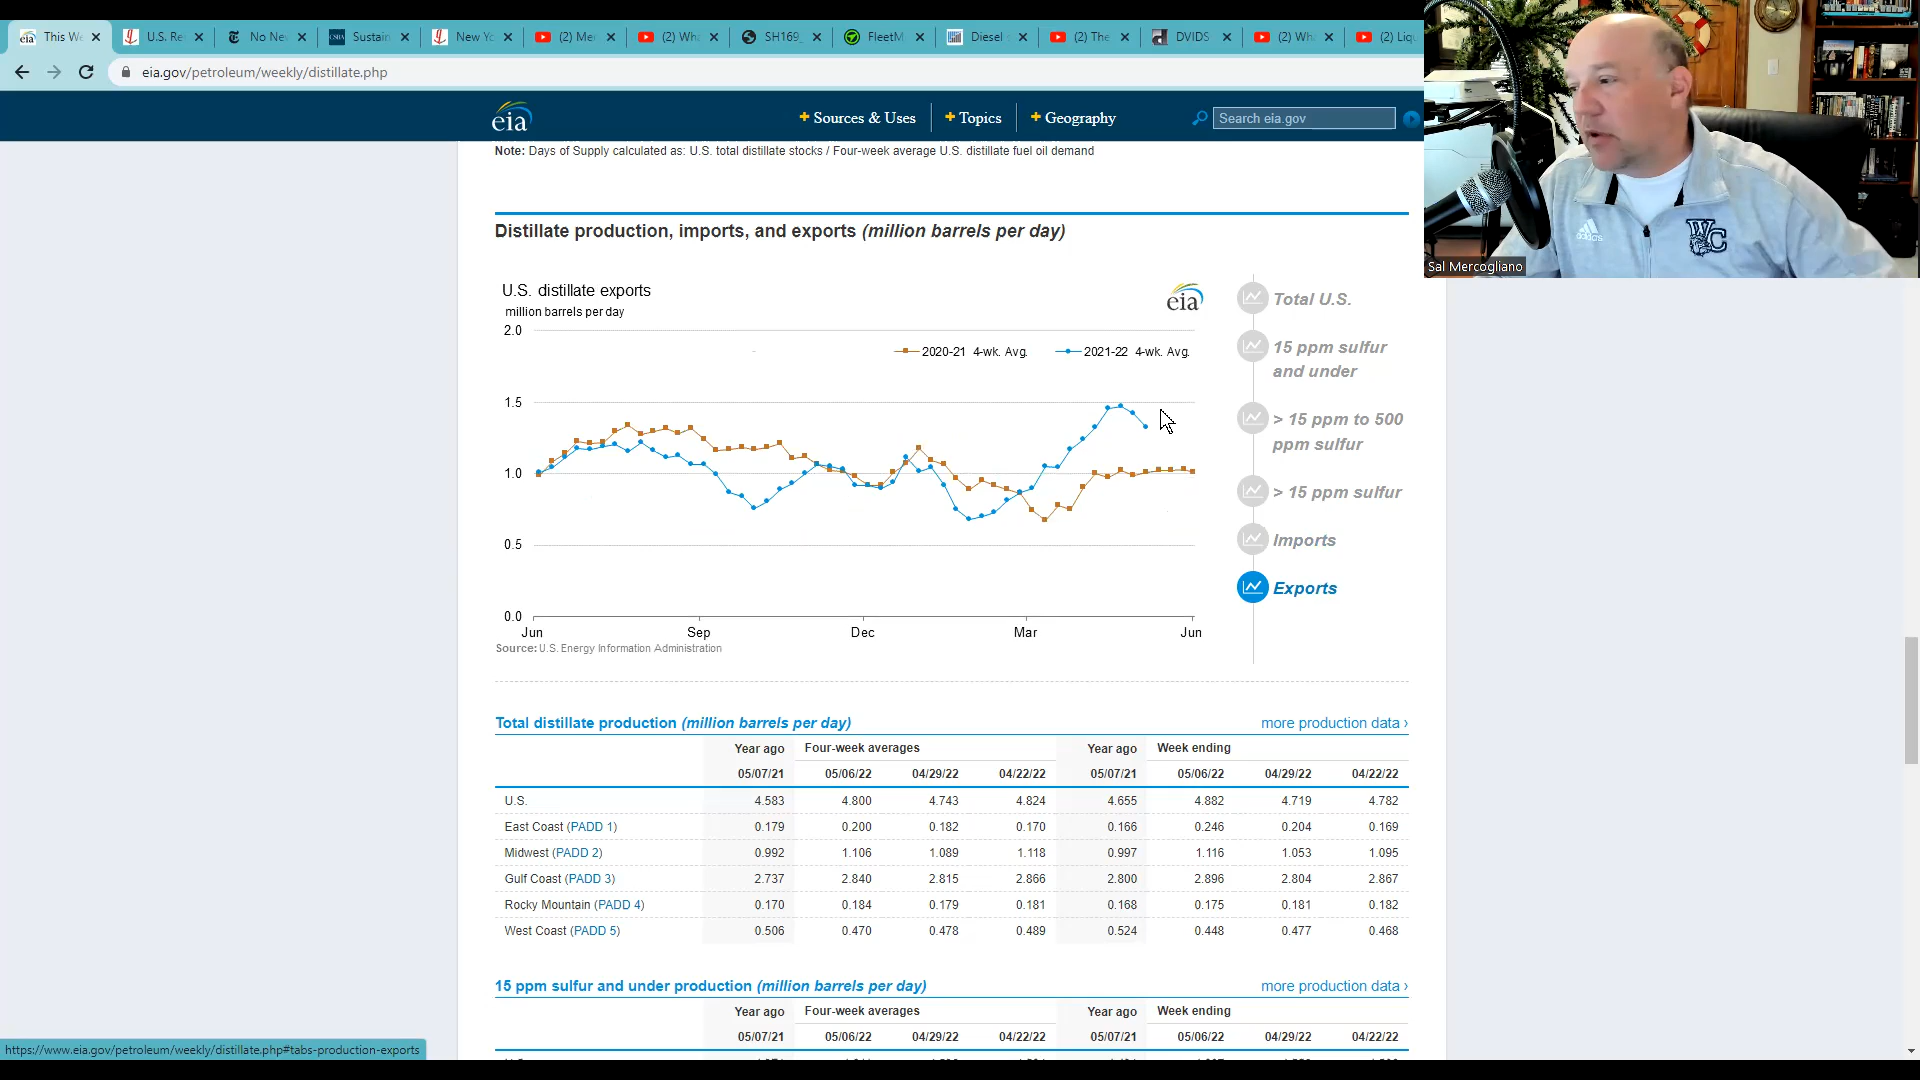 This We
U.S. Re
No Nev
Sustain
New Yo
(2) Mer
(2) Wha
SH169_
FleetM
Diesel
(2) The
DVIDS
(2) Wh
(2) Liq
eia.gov/petroleum/weekly/distillate.php
eia
+ Sources & Uses
+ Topics
+ Geography
Search eia.gov
Note: Days of Supply calculated as: U.S. total distillate stocks / Four-week average U.S. distillate fuel oil demand
adidas
WC
Sal Mercogliano
Distillate production, imports, and exports (million barrels per day)
U.S. distillate exports
million barrels per day
eia
2020-21 4-wk. Avg.
2021-22 4-wk. Avg.
2.0
1.5
1.0
0.5
0.0
Jun Sep Dec Mar Jun
Source: U.S. Energy Information Administration
Total U.S.
15 ppm sulfur
and under
> 15 ppm to 500
ppm sulfur
> 15 ppm sulfur
Imports
Exports
Total distillate production (million barrels per day) more production data ›
Year ago Four-week averages Year ago Week ending
05/07/21 05/06/22 04/29/22 04/22/22 05/07/21 05/06/22 04/29/22 04/22/22
U.S. 4.583 4.800 4.743 4.824 4.655 4.882 4.719 4.782
East Coast (PADD 1) 0.179 0.200 0.182 0.170 0.166 0.246 0.204 0.169
Midwest (PADD 2) 0.992 1.106 1.089 1.118 0.997 1.116 1.053 1.095
Gulf Coast (PADD 3) 2.737 2.840 2.815 2.866 2.800 2.896 2.804 2.867
Rocky Mountain (PADD 4) 0.170 0.184 0.179 0.181 0.168 0.175 0.181 0.182
West Coast (PADD 5) 0.506 0.470 0.478 0.489 0.524 0.448 0.477 0.468
15 ppm sulfur and under production (million barrels per day) more production data ›
Year ago Four-week averages Year ago Week ending
05/07/21 05/06/22 04/29/22 04/22/22 05/07/21 05/06/22 04/29/22 04/22/22
https://www.eia.gov/petroleum/weekly/distillate.php#tabs-production-exports